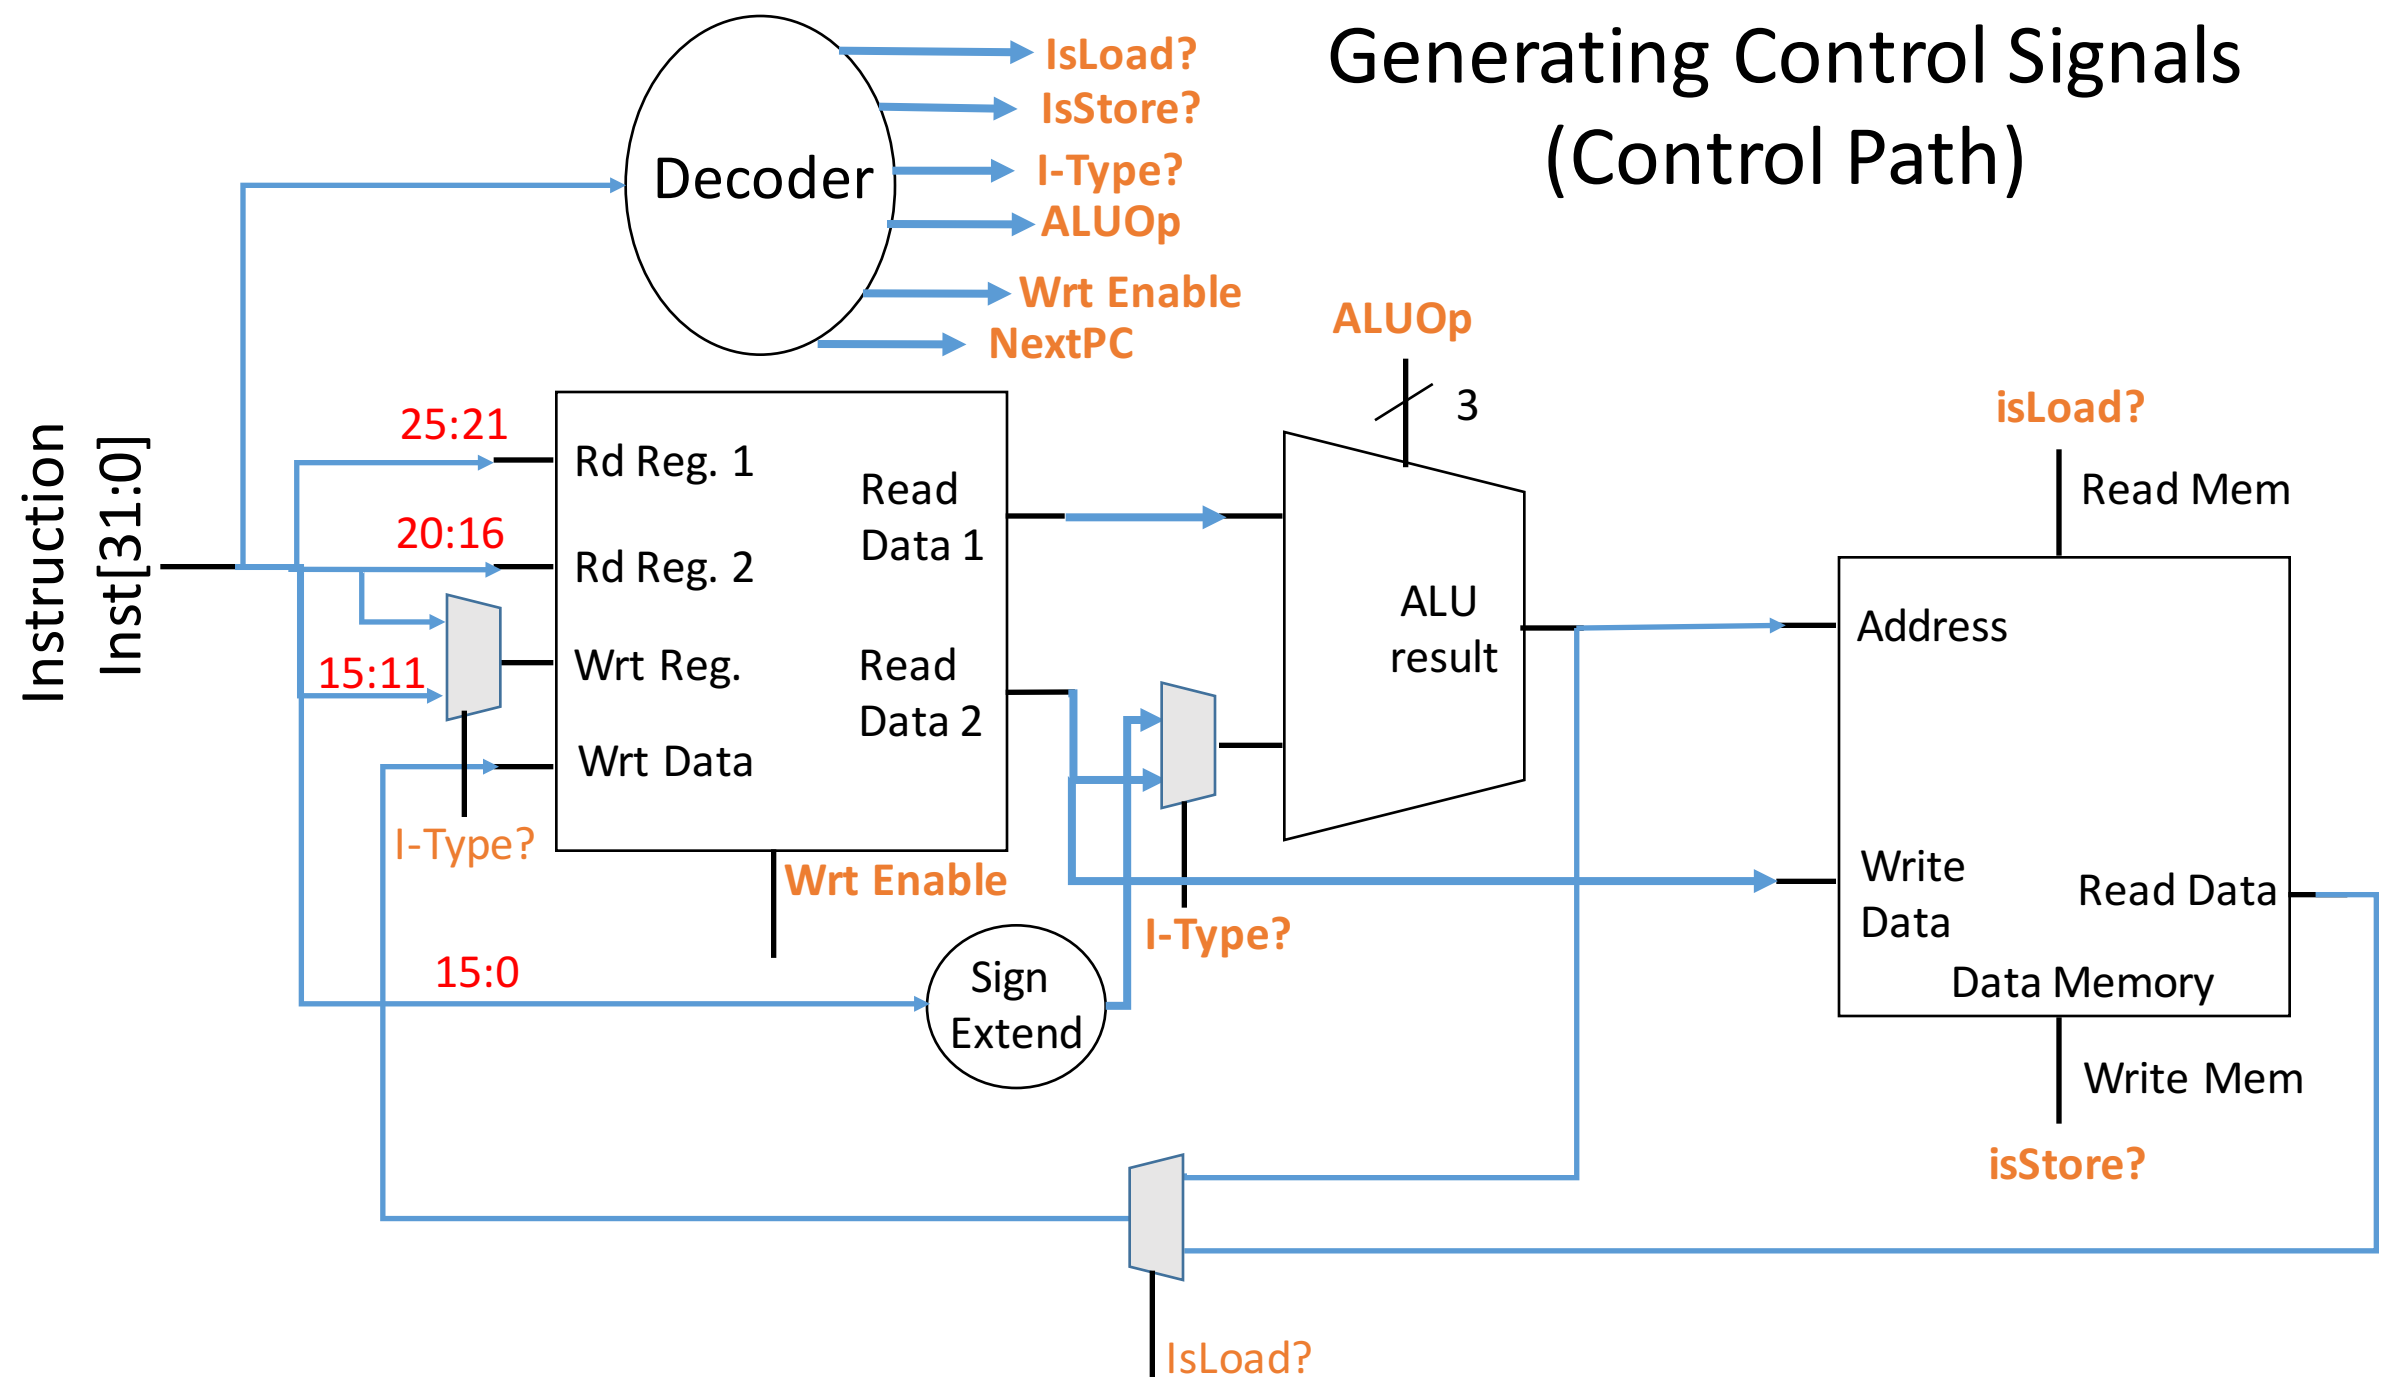 Generating Control Signals
(Control Path)
Decoder
IsLoad?
IsStore?
I-Type?
ALUOp
Wrt Enable
NextPC
Instruction
Inst[31:0]
25:21
20:16
15:11
15:0
Rd Reg. 1
Rd Reg. 2
Wrt Reg.
Wrt Data
Read
Data 1
Read
Data 2
I-Type?
Wrt Enable
Sign
Extend
I-Type?
ALUOp
3
ALU
result
isLoad?
Read Mem
Address
Write
Data
Read Data
Data Memory
Write Mem
isStore?
IsLoad?